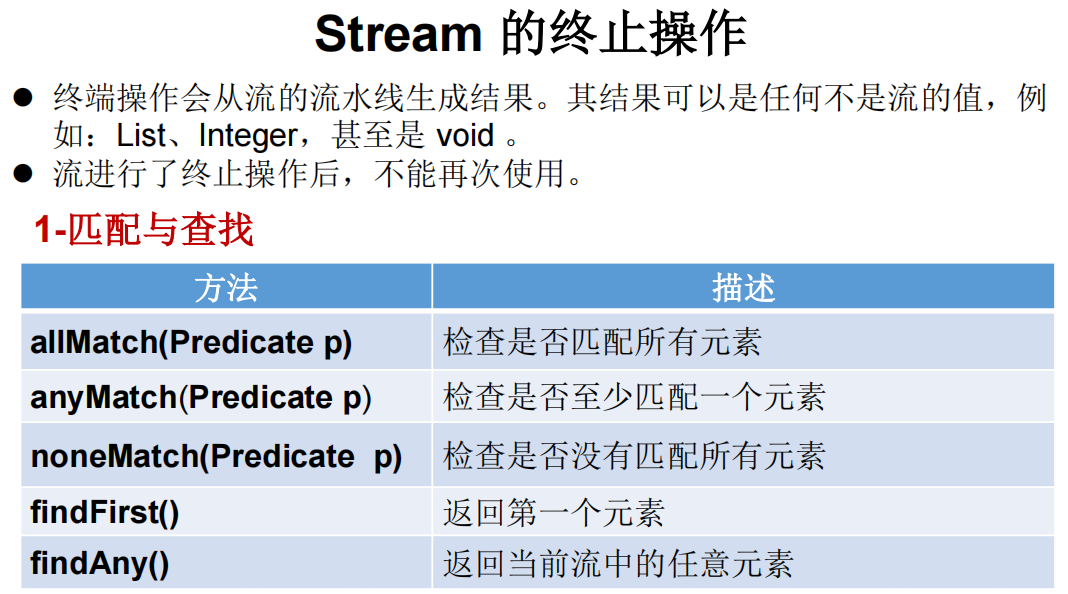 Stream 的终止操作
● 终端操作会从流的流水线生成结果。其结果可以是任何不是流的值，例
如：List、Integer，甚至是 void 。
● 流进行了终止操作后，不能再次使用。
1-匹配与查找
方法 描述
allMatch(Predicate p) 检查是否匹配所有元素
anyMatch(Predicate p) 检查是否至少匹配一个元素
noneMatch(Predicate  p) 检查是否没有匹配所有元素
findFirst() 返回第一个元素
findAny() 返回当前流中的任意元素